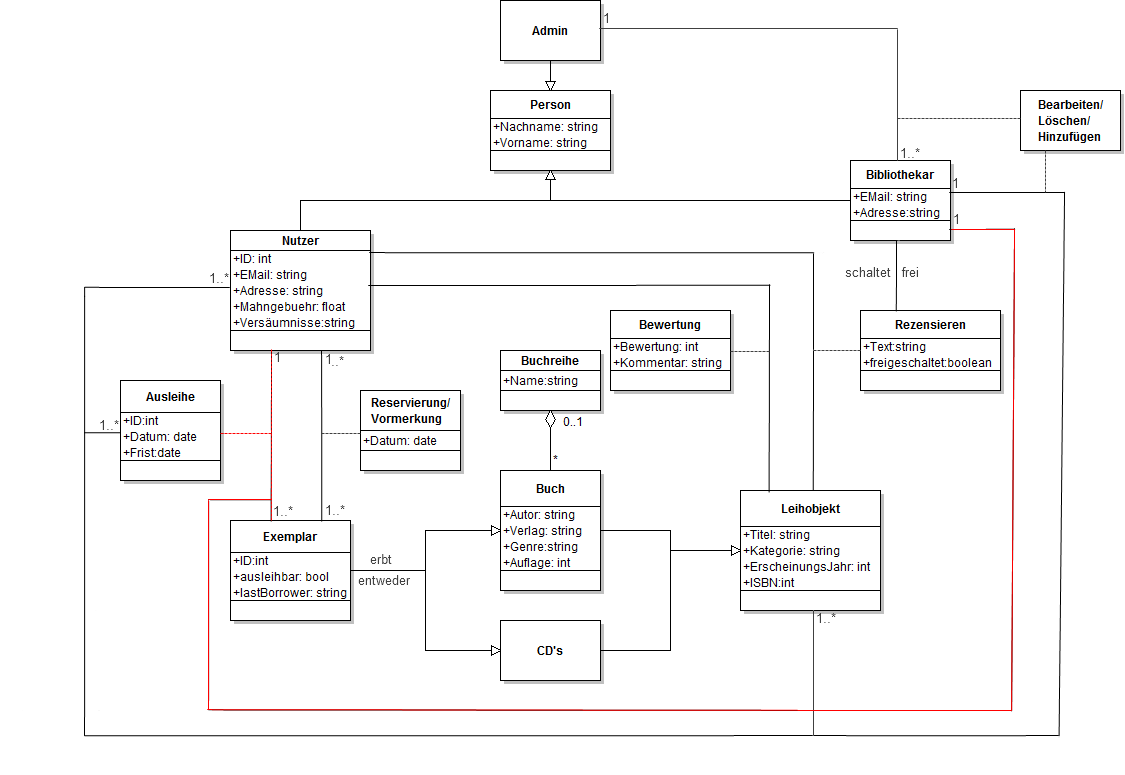 Admin
1
Person
+Nachname: string
+Vorname: string
Bearbeiten/
Löschen/
Hinzufügen
1..*
Bibliothekar
+EMail: string
+Adresse:string
1
1
Nutzer
+ID: int
+EMail: string
+Adresse: string
+Mahngebuehr: float
+Versäumnisse:string
1..*
schaltet frei
1
1..*
Bewertung
+Bewertung: int
+Kommentar: string
Rezensieren
+Text:string
+freigeschaltet:boolean
Buchreihe
+Name:string
0..1
*
Ausleihe
+ID:int
+Datum: date
+Frist:date
1..*
Reservierung/
Vormerkung
+Datum: date
1..*
1..*
Exemplar
+ID:int
+ausleihbar: bool
+lastBorrower: string
erbt
entweder
Buch
+Autor: string
+Verlag: string
+Genre:string
+Auflage: int
Leihobjekt
+Titel: string
+Kategorie: string
+ErscheinungsJahr: int
+ISBN:int
1..*
CD's